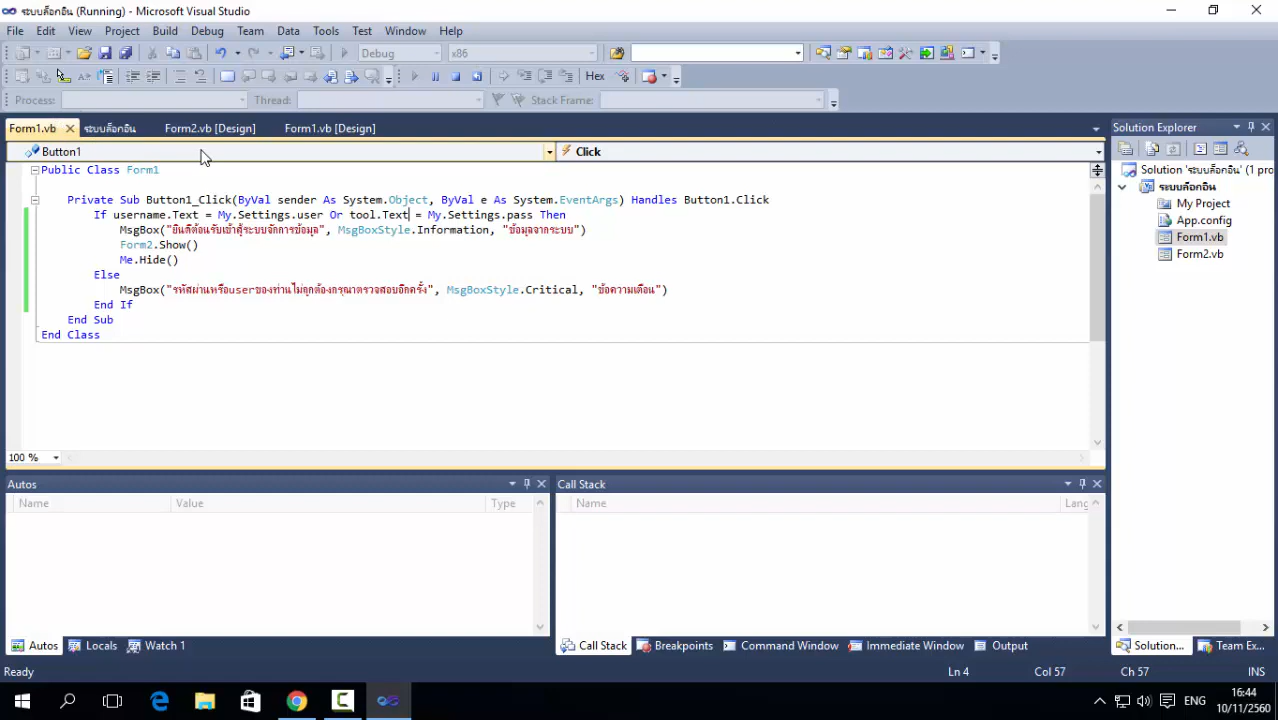 ระบบล็อกอิน (Running) - Microsoft Visual Studio
File Edit View Project Build Debug Team Data Tools Test Window Help
Debug x86
Hex
Process: Thread: Stack Frame:
Form1.vb ระบบล็อกอิน Form2.vb [Design] Form1.vb [Design]
Button1 Click
Public Class Form1
Private Sub Button1_Click(ByVal sender As System.Object, ByVal e As System.EventArgs) Handles Button1.Click
If username.Text = My.Settings.user Or tool.Text = My.Settings.pass Then
MsgBox("ยินดีต้อนรับเข้าสู่ระบบจัดการข้อมูล", MsgBoxStyle.Information, "ข้อมูลจากระบบ")
Form2.Show()
Me.Hide()
Else
MsgBox("รหัสผ่านหรือuserของท่านไม่ถูกต้องกรุณาตรวจสอบอีกครั้ง", MsgBoxStyle.Critical, "ข้อความเตือน")
End If
End Sub
End Class
100 %
Solution Explorer
Solution 'ระบบล็อกอิน' (1 pro
ระบบล็อกอิน
My Project
App.config
Form1.vb
Form2.vb
Autos
Name Value Type
Call Stack
Name Lang
Autos Locals Watch 1
Call Stack Breakpoints Command Window Immediate Window Output
Solution... Team Ex...
Ready Ln 4 Col 57 Ch 57 INS
ENG
16:44
10/11/2560